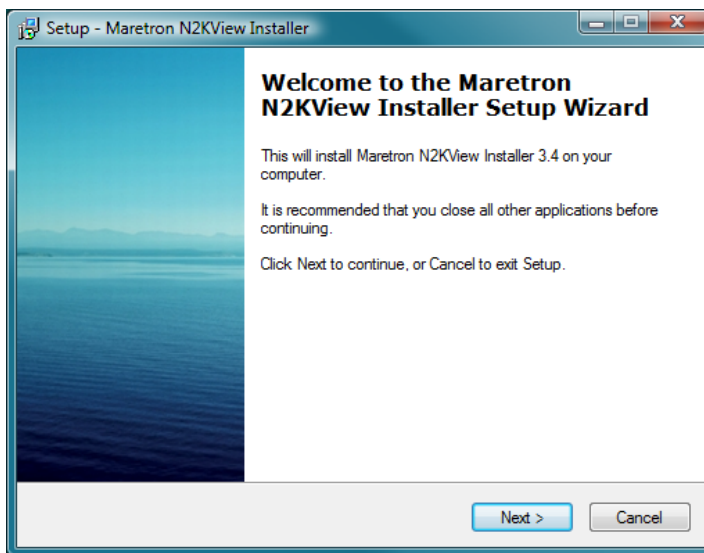 Setup - Maretron N2KView Installer
Welcome to the Maretron
N2KView Installer Setup Wizard
This will install Maretron N2KView Installer 3.4 on your
computer.
It is recommended that you close all other applications before
continuing.
Click Next to continue, or Cancel to exit Setup.
Next >
Cancel